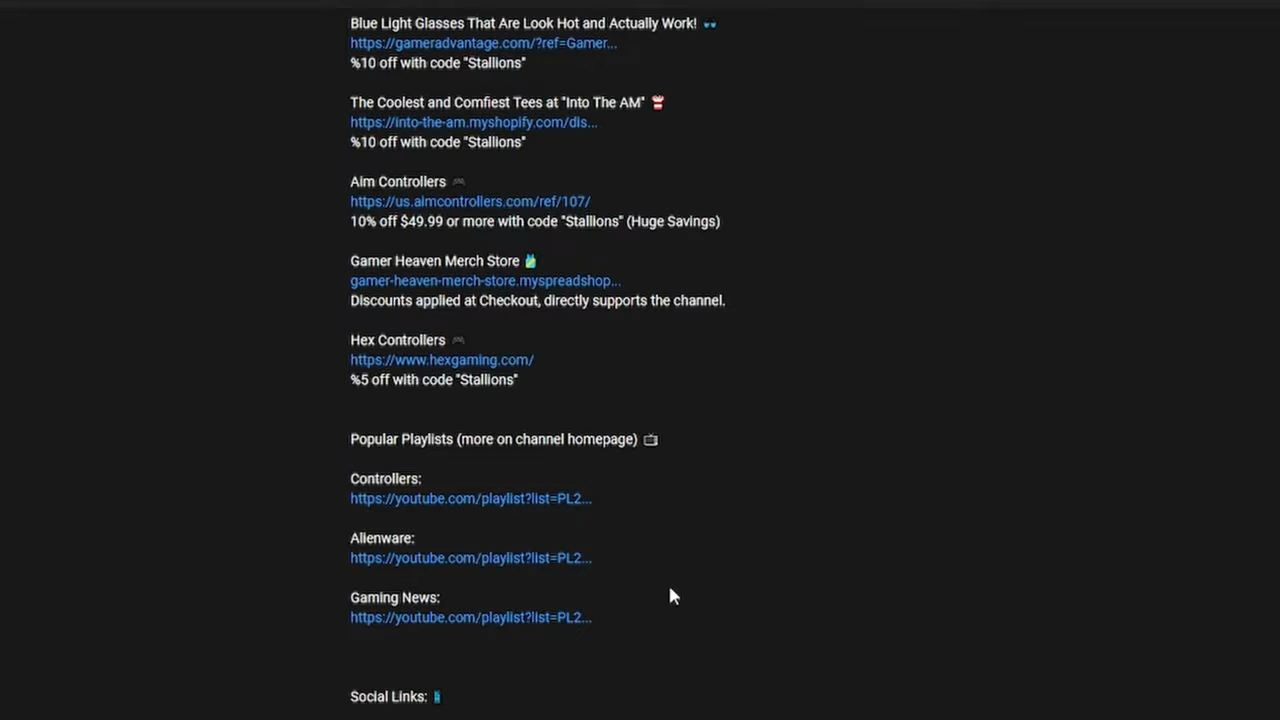 Blue Light Glasses That Are Look Hot and Actually Work! 🕶️
https://gameradvantage.com/?ref=Gamer...
%10 off with code "Stallions"
The Coolest and Comfiest Tees at "Into The AM"
https://into-the-am.myshopify.com/dis...
%10 off with code "Stallions"
Aim Controllers 🎮
https://us.aimcontrollers.com/ref/107/
10% off $49.99 or more with code "Stallions" (Huge Savings)
Gamer Heaven Merch Store
gamer-heaven-merch-store.myspreadshop...
Discounts applied at Checkout, directly supports the channel.
Hex Controllers 🎮
https://www.hexgaming.com/
%5 off with code "Stallions"
Popular Playlists (more on channel homepage) 📺
Controllers:
https://youtube.com/playlist?list=PL2...
Alienware:
https://youtube.com/playlist?list=PL2...
Gaming News:
https://youtube.com/playlist?list=PL2...
Social Links: